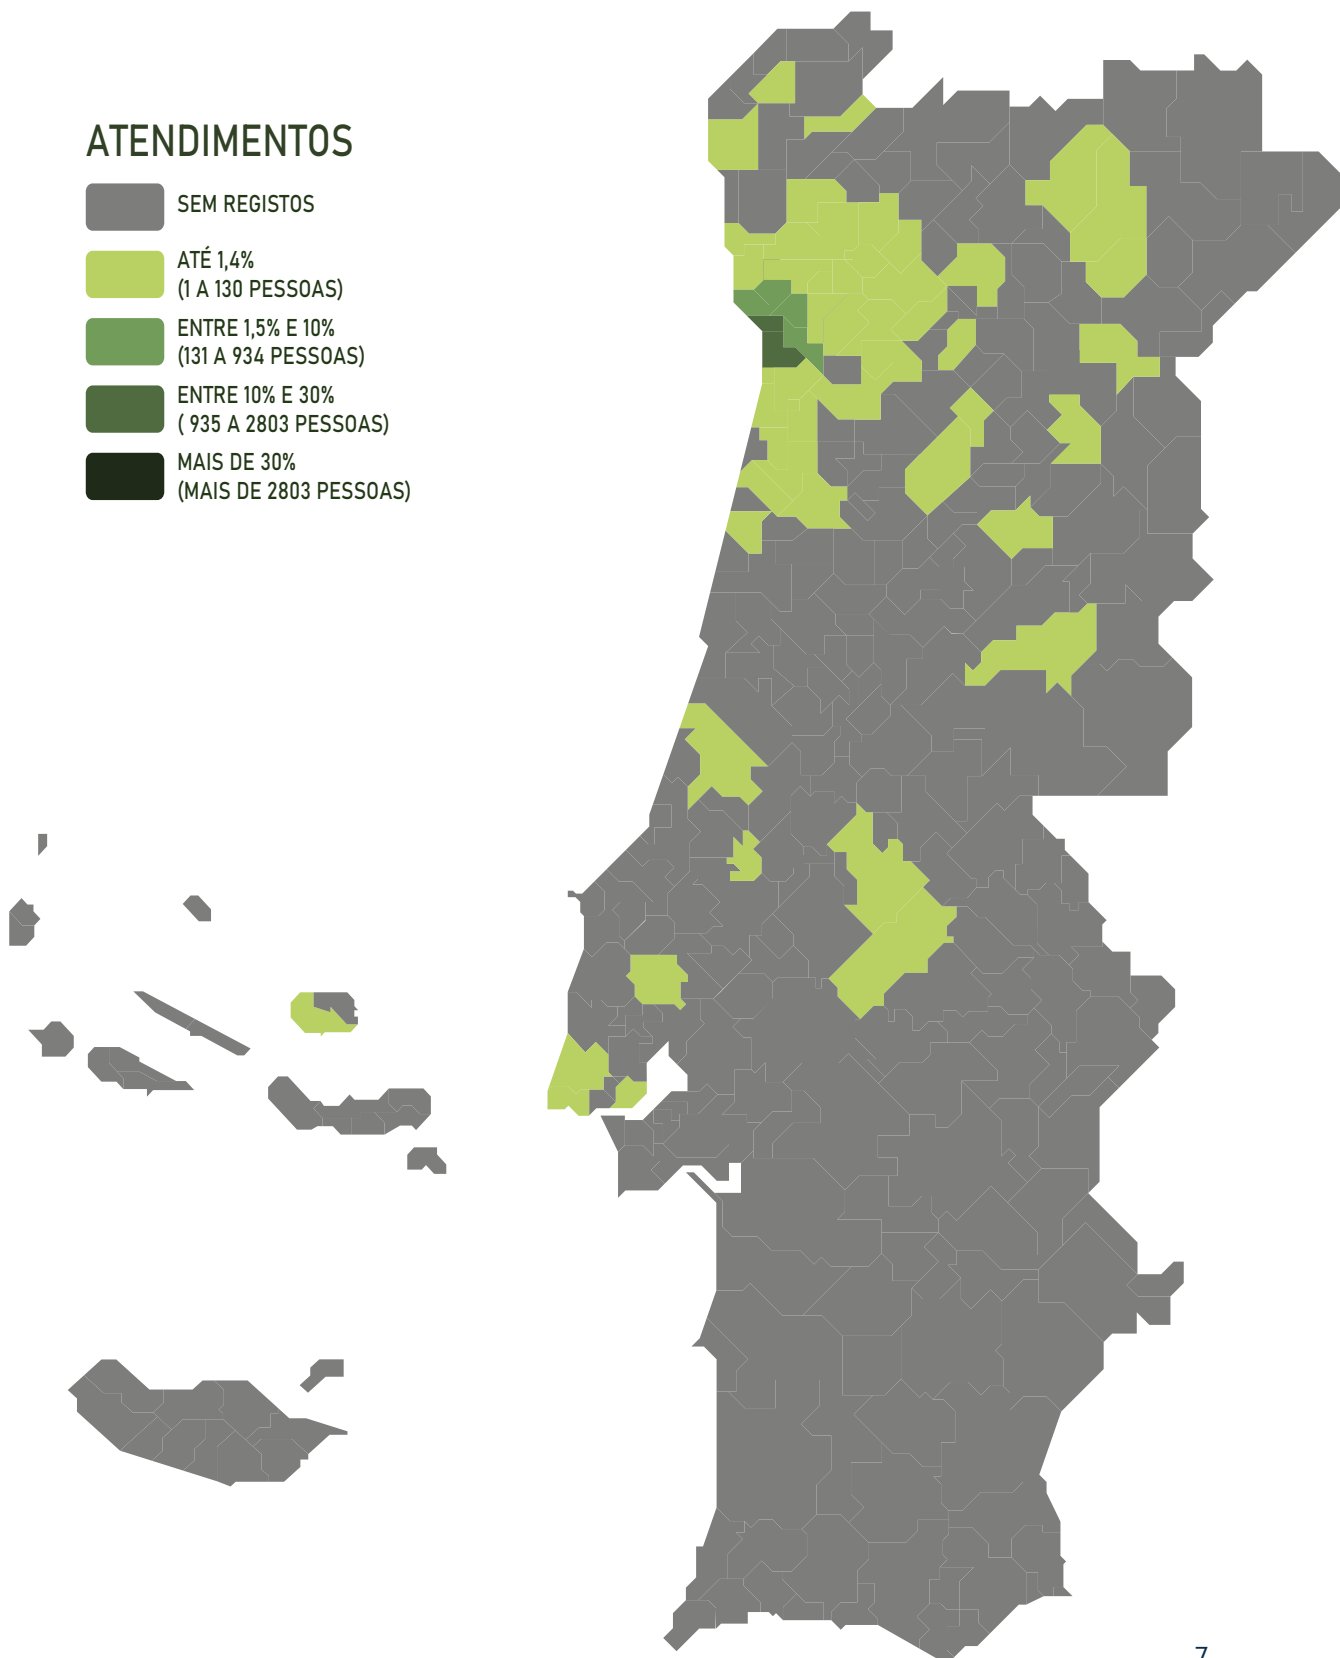 ATENDIMENTOS
SEM REGISTOS
ATÉ 1,4%
(1 A 130 PESSOAS)
ENTRE 1,5% E 10%
(131 A 934 PESSOAS)
ENTRE 10% E 30%
( 935 A 2803 PESSOAS)
MAIS DE 30%
(MAIS DE 2803 PESSOAS)
7